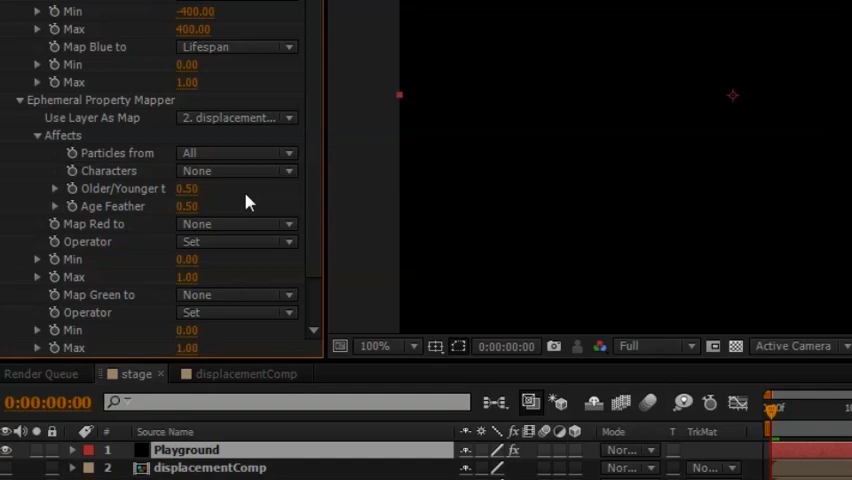 Min -400.00
Max 400.00
Map Blue to Lifespan
Min 0.00
Max 1.00
Ephemeral Property Mapper
Use Layer As Map 2. displacement...
Affects
Particles from All
Characters None
Older/Younger t 0.50
Age Feather 0.50
Map Red to None
Operator Set
Min 0.00
Max 1.00
Map Green to None
Operator Set
Min 0.00
Max 1.00
100% 0:00:00:00 Full Active Camera
Render Queue stage × displacementComp
0:00:00:00
# Source Name fx Mode TrkMat
1 Playground fx Nor...
2 displacementComp Nor... No...